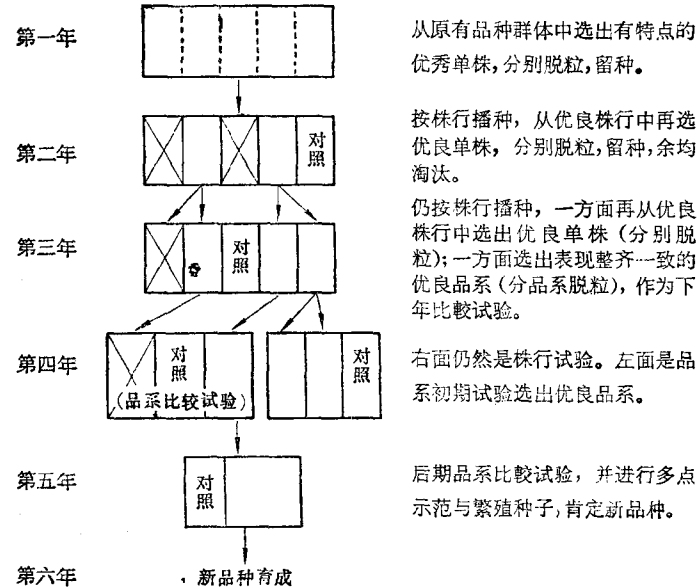 第一年
从原有品种群体中选出有特点的
优秀单株，分别脱粒，留种。
第二年
对照
按株行播种，从优良株行中再选
优良单株，分别脱粒，留种，余均
淘汰。
第三年
对照
仍按株行播种，一方面再从优良
株行中选出优良单株（分别脱
粒）；一方面选出表现整齐一致的
优良品系（分品系脱粒），作为下
年比較试验。
第四年
对照
（品系比较试验）
对照
右面仍然是株行试验。左面是品
系初期试验选出优良品系。
第五年
对照
后期品系比較试验，并进行多点
示范与繁殖种子，肯定新品种。
第六年
新品种育成